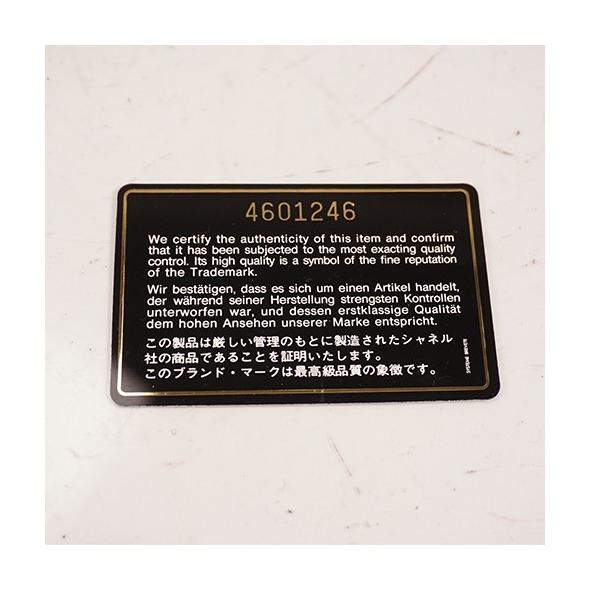 4601246
We certify the authenticity of this item and confirm
that it has been subjected to the most exacting quality
control. Its high quality is a symbol of the fine reputation
of the Trademark.
Wir bestätigen, dass es sich um einen Artikel handelt,
der während seiner Herstellung strengsten Kontrollen
unterworfen war, und dessen erstklassige Qualität
dem hohen Ansehen unserer Marke entspricht.
この製品は厳しい管理のもとに製造されたシャネル
社の商品であることを証明いたします。
このブランド・マークは最高級品質の象徴です。
SYSTEME BREVETE